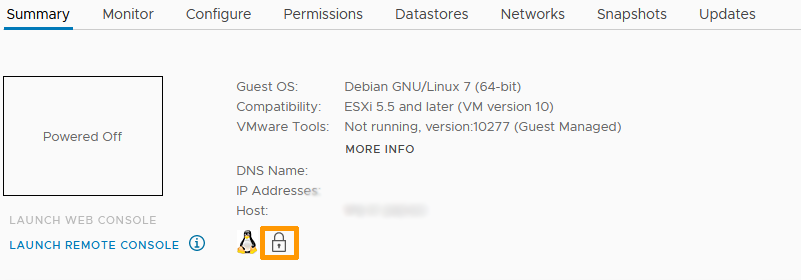 Summary Monitor Configure Permissions Datastores Networks Snapshots Updates
Powered Off
Guest OS: Debian GNU/Linux 7 (64-bit)
Compatibility: ESXi 5.5 and later (VM version 10)
VMware Tools: Not running, version:10277 (Guest Managed)
MORE INFO
DNS Name:
IP Addresses:
Host:
LAUNCH WEB CONSOLE
LAUNCH REMOTE CONSOLE